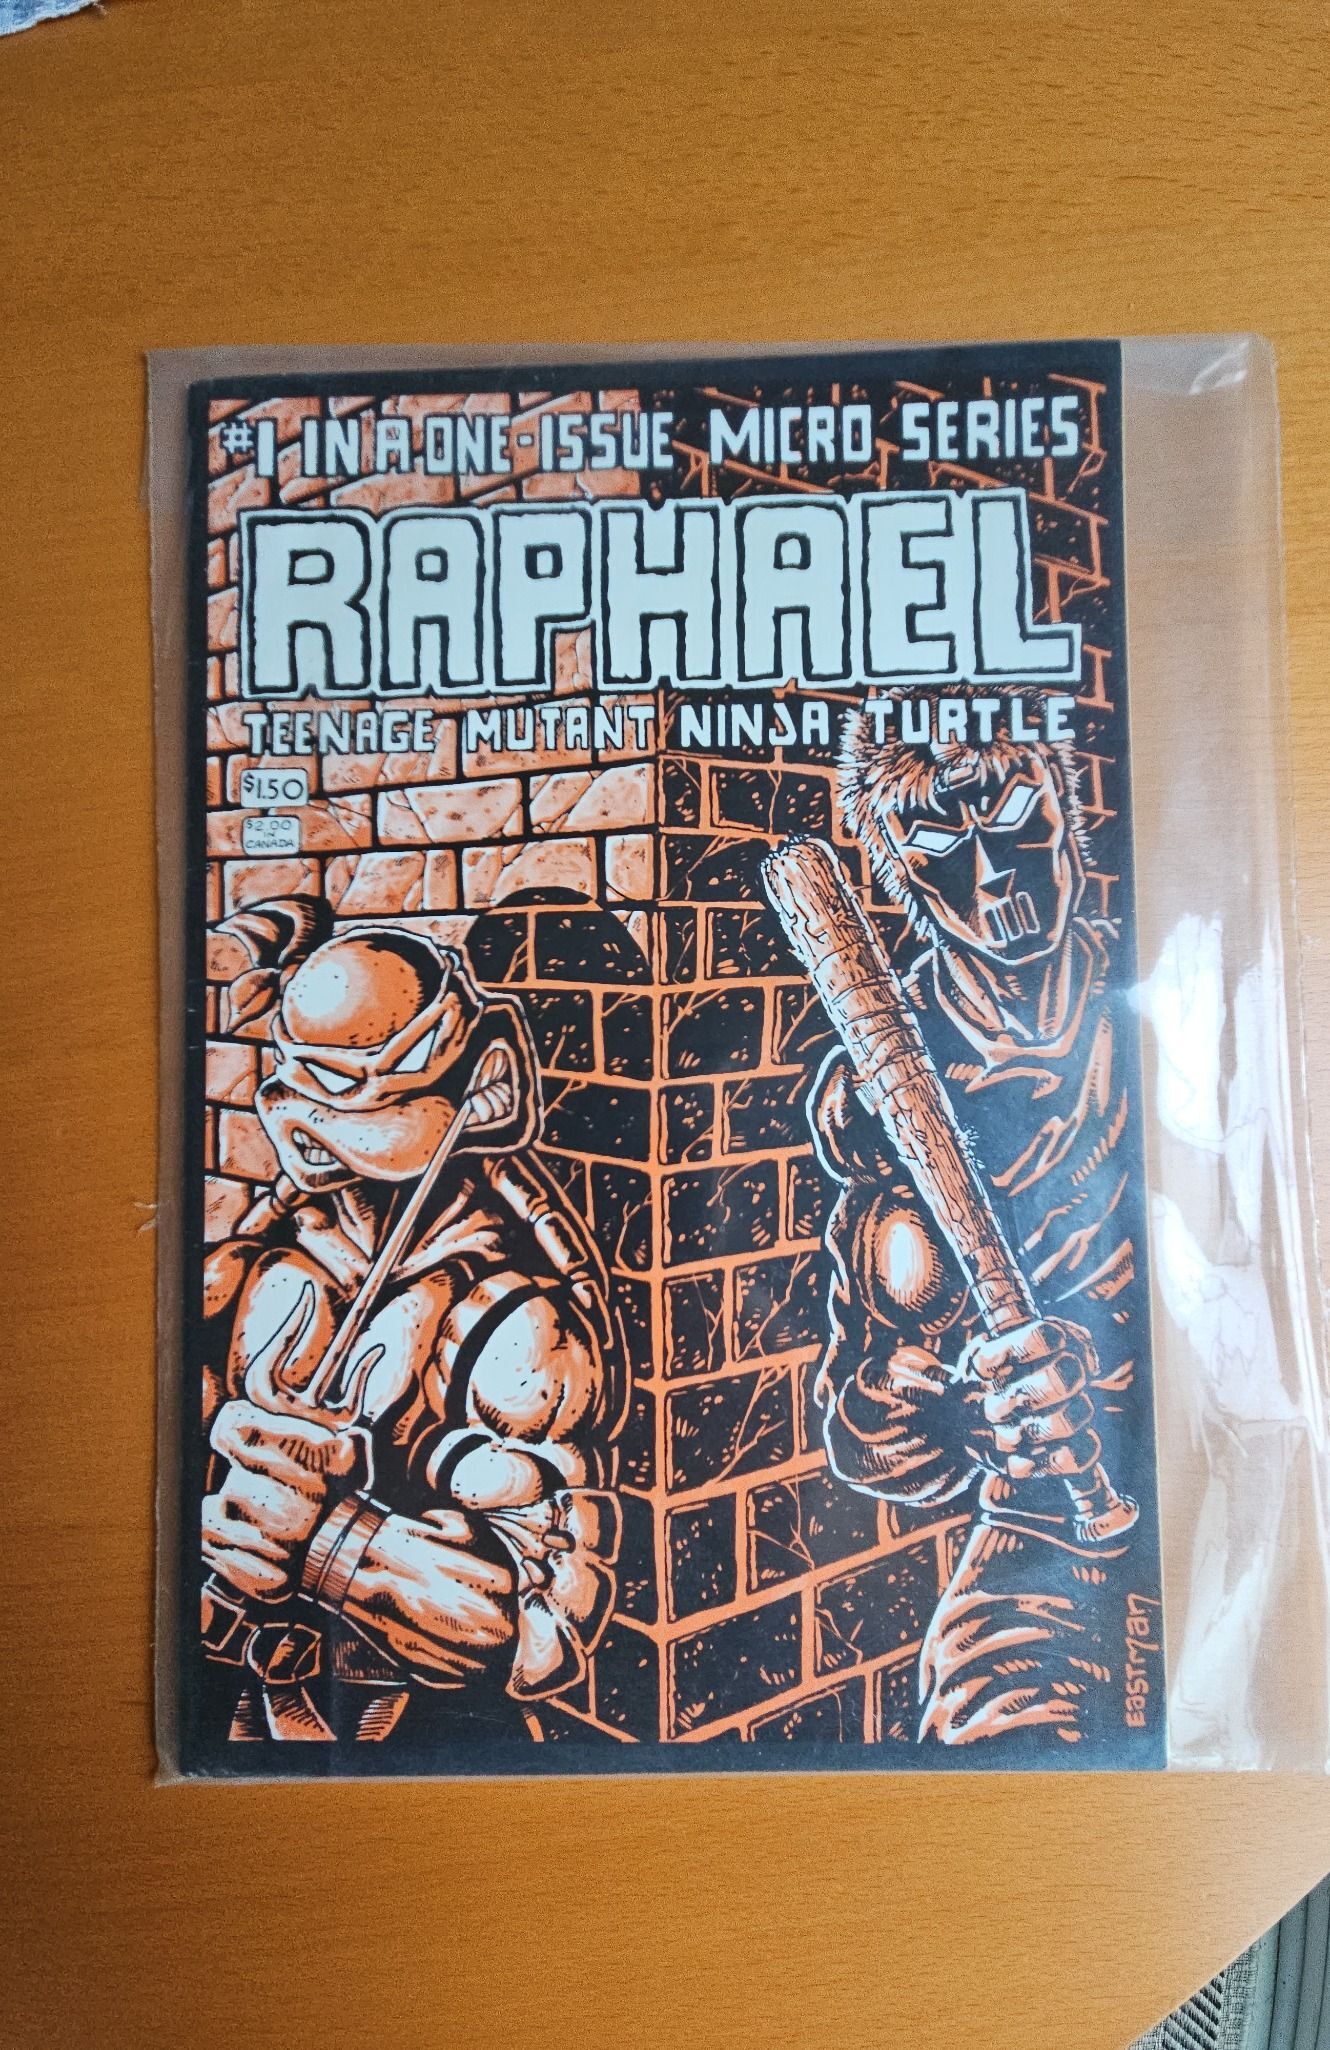 #1 IN A ONE-ISSUE MICRO SERIES
RAPHAEL
TEENAGE MUTANT NINJA TURTLE
$1.50
$2.00
IN
CANADA
EASTMAN